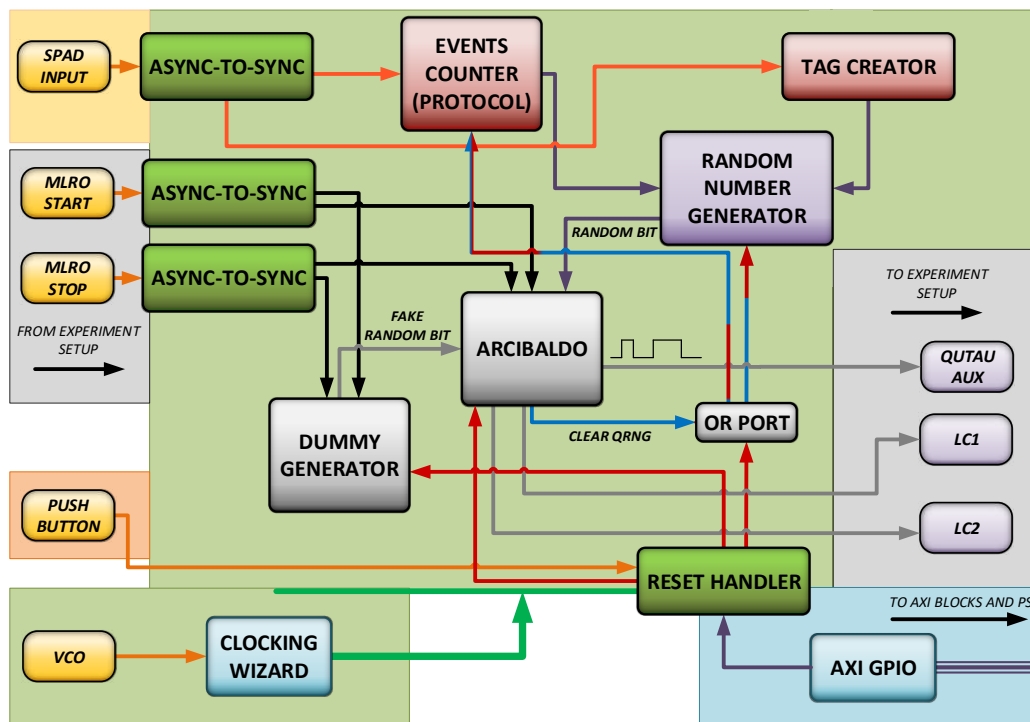 SPAD
INPUT
ASYNC-TO-SYNC
EVENTS
COUNTER
(PROTOCOL)
TAG CREATOR
MLRO
START
ASYNC-TO-SYNC
RANDOM
NUMBER
GENERATOR
RANDOM BIT
MLRO
STOP
ASYNC-TO-SYNC
FROM EXPERIMENT
SETUP
FAKE
RANDOM BIT
ARCIBALDO
TO EXPERIMENT
SETUP
QUTAU
AUX
DUMMY
GENERATOR
CLEAR QRNG
OR PORT
LC1
LC2
PUSH
BUTTON
RESET HANDLER
TO AXI BLOCKS AND PS
VCO
CLOCKING
WIZARD
AXI GPIO